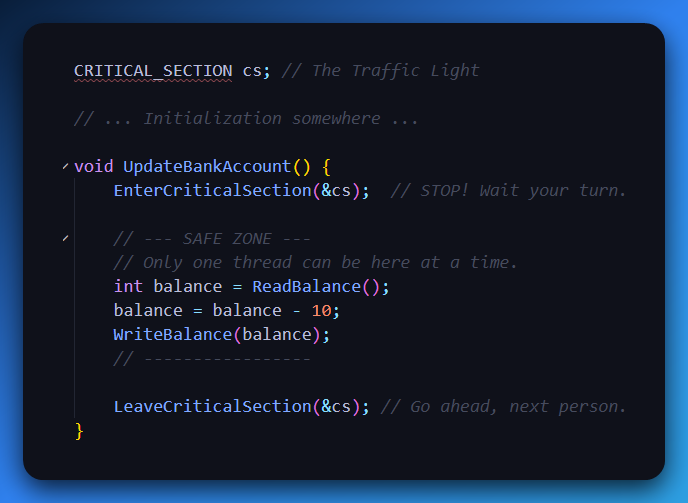 CRITICAL_SECTION cs; // The Traffic Light
// ... Initialization somewhere ...
void UpdateBankAccount() {
EnterCriticalSection(&cs);  // STOP! Wait your turn.
// --- SAFE ZONE ---
// Only one thread can be here at a time.
int balance = ReadBalance();
balance = balance - 10;
WriteBalance(balance);
// -----------------
LeaveCriticalSection(&cs); // Go ahead, next person.
}